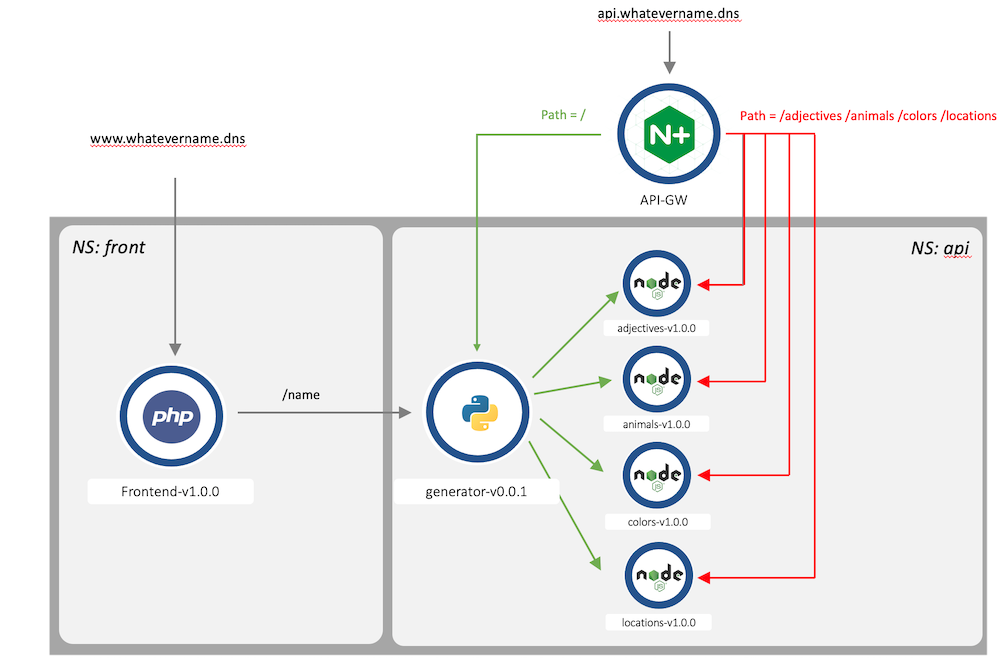 api.whatevername.dns
Path = /
N+
Path = /adjectives /animals /colors /locations
www.whatevername.dns
API-GW
NS: front
NS: api
node
JS
adjectives-v1.0.0
node
JS
animals-v1.0.0
/name
php
Frontend-v1.0.0
generator-v0.0.1
node
JS
colors-v1.0.0
node
JS
locations-v1.0.0